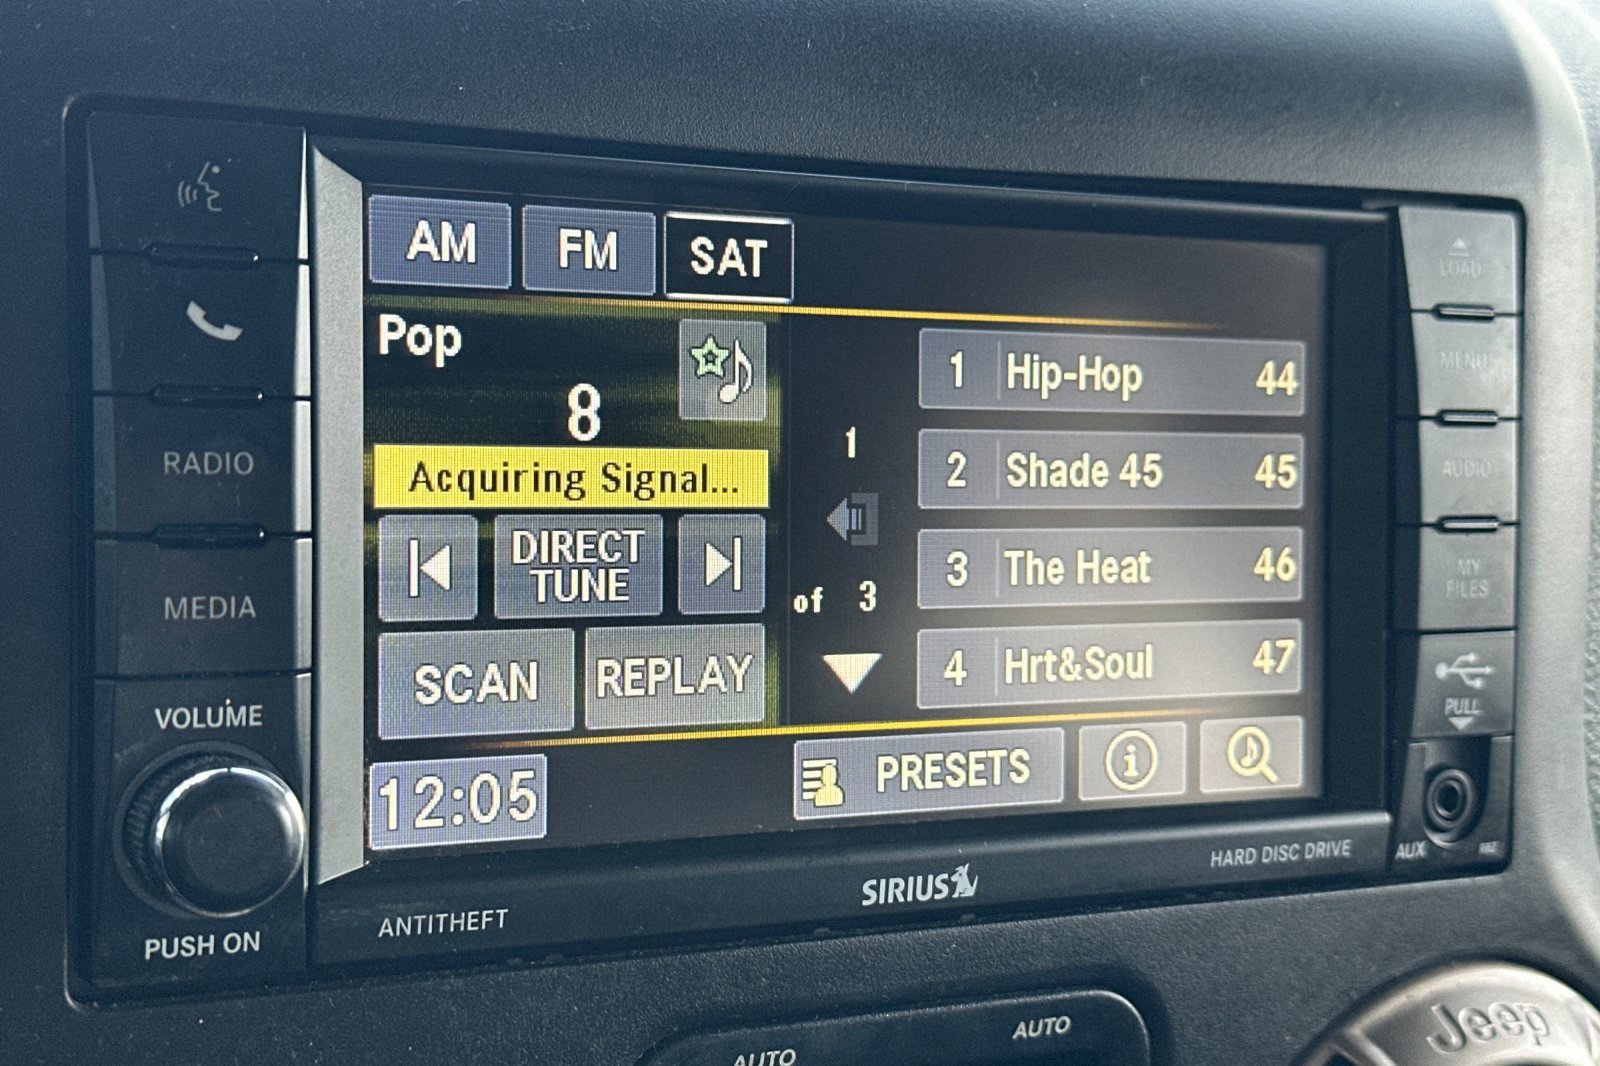 AM FM SAT
Pop
8
Acquiring Signal...
DIRECT
TUNE
SCAN REPLAY
12:05
1
of 3
1 Hip-Hop 44
2 Shade 45 45
3 The Heat 46
4 Hrt&Soul 47
PRESETS
RADIO
MEDIA
VOLUME
PUSH ON
LOAD
MENU
AUDIO
MY
FILES
PULL
AUX
ANTITHEFT
SIRIUS
HARD DISC DRIVE
AUTO
AUTO
Jeep